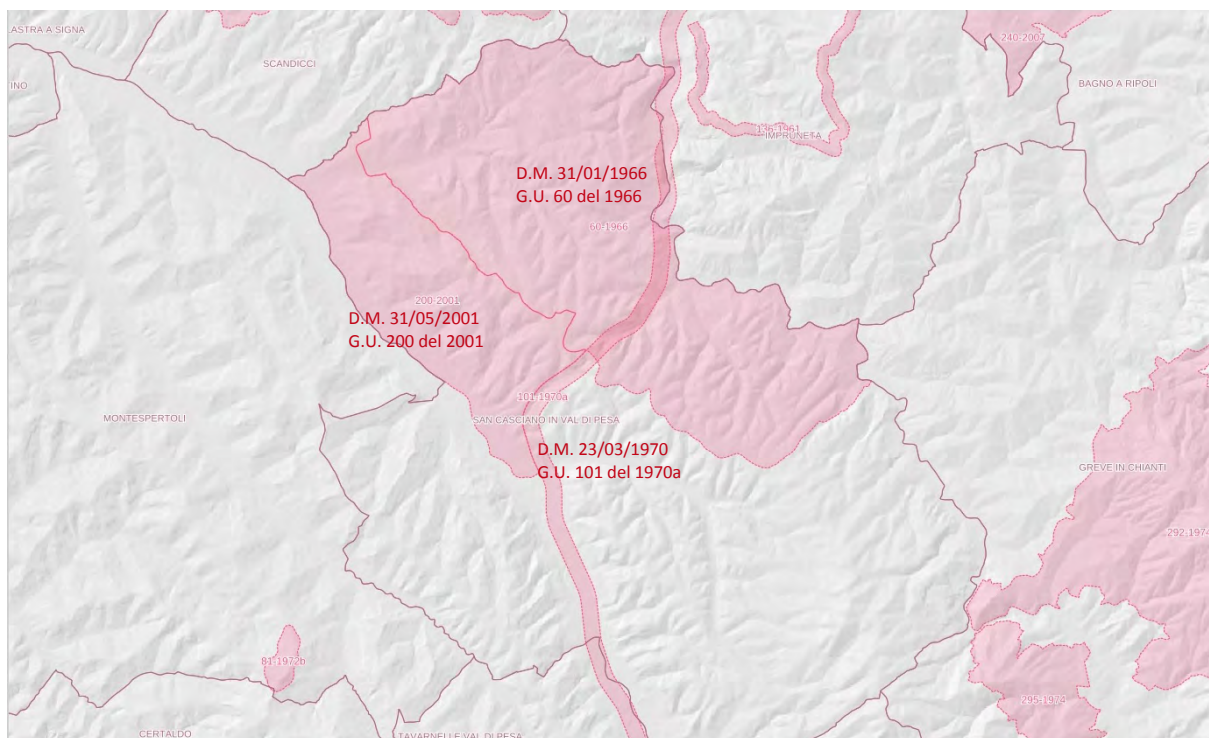 ASTRA A SIGNA
240-2007
SCANDICCI
INO
BAGNO A RIPOLI
136-1961
IMPRUNETA
D.M. 31/01/1966
G.U. 60 del 1966
60-1966
200-2001
D.M. 31/05/2001
G.U. 200 del 2001
101-1970a
MONTESPERTOLI
SAN CASCIANO IN VAL DI PESA
D.M. 23/03/1970
G.U. 101 del 1970a
GREVE IN CHIANTI
292-1974
81-1972b
295-1974
CERTALDO
TAVARNELLE VAL DI PESA